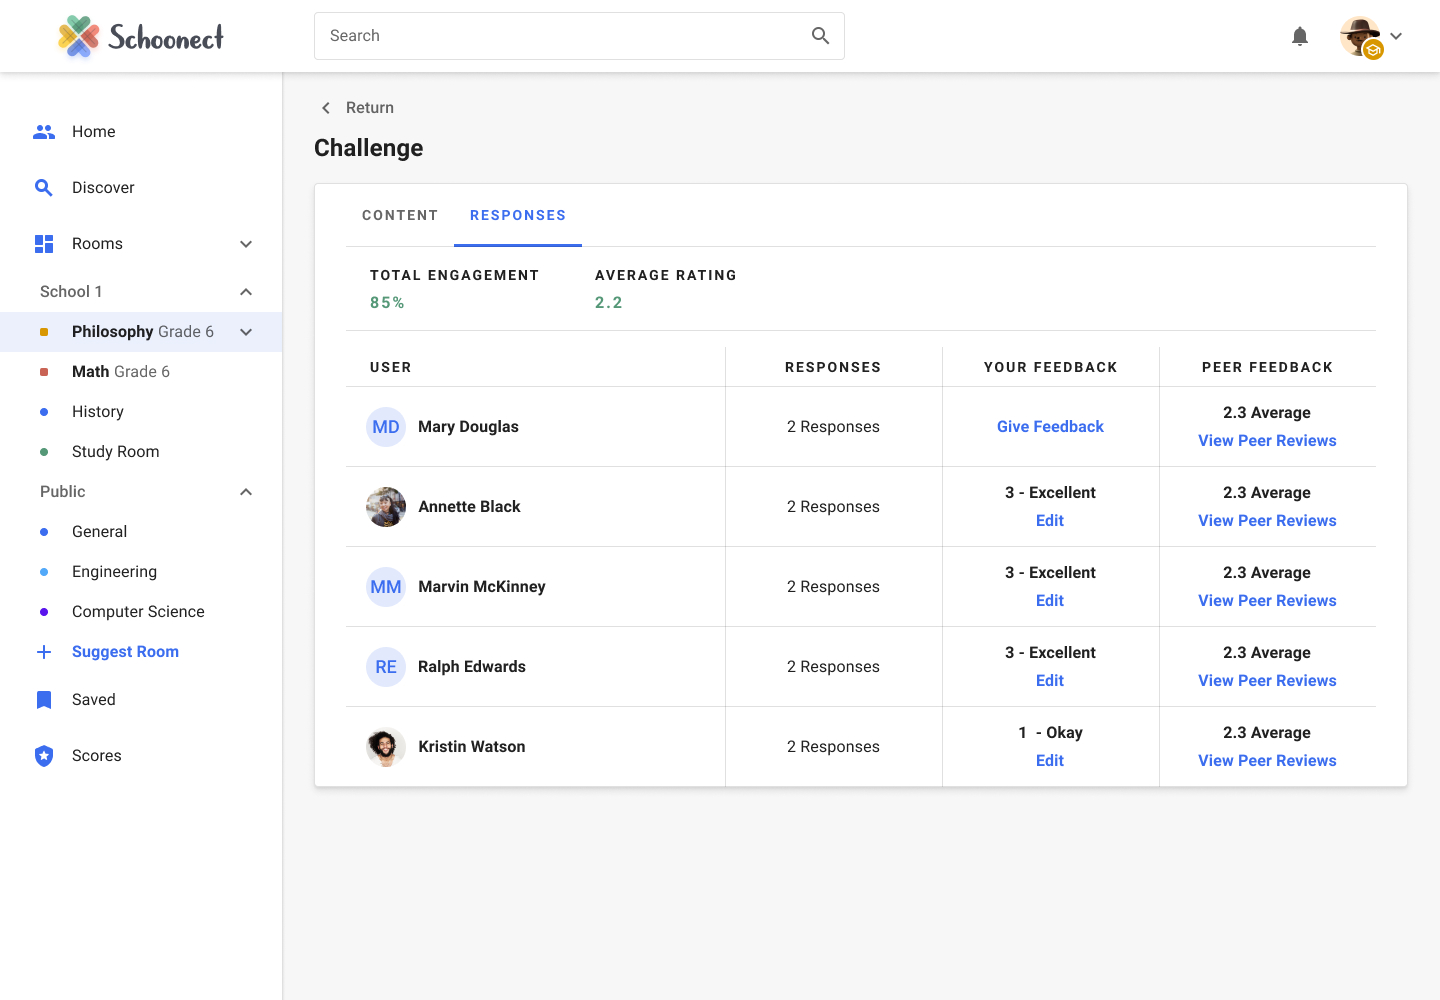 Schoonect
Search
Home
Discover
Rooms
School 1
Philosophy Grade 6
Math Grade 6
History
Study Room
Public
General
Engineering
Computer Science
Suggest Room
Saved
Scores
Return
Challenge
CONTENT RESPONSES
TOTAL ENGAGEMENT AVERAGE RATING
85% 2.2
USER RESPONSES YOUR FEEDBACK PEER FEEDBACK
MD Mary Douglas 2 Responses Give Feedback 2.3 Average
View Peer Reviews
Annette Black 2 Responses 3 - Excellent 2.3 Average
Edit View Peer Reviews
MM Marvin McKinney 2 Responses 3 - Excellent 2.3 Average
Edit View Peer Reviews
RE Ralph Edwards 2 Responses 3 - Excellent 2.3 Average
Edit View Peer Reviews
Kristin Watson 2 Responses 1 - Okay 2.3 Average
Edit View Peer Reviews